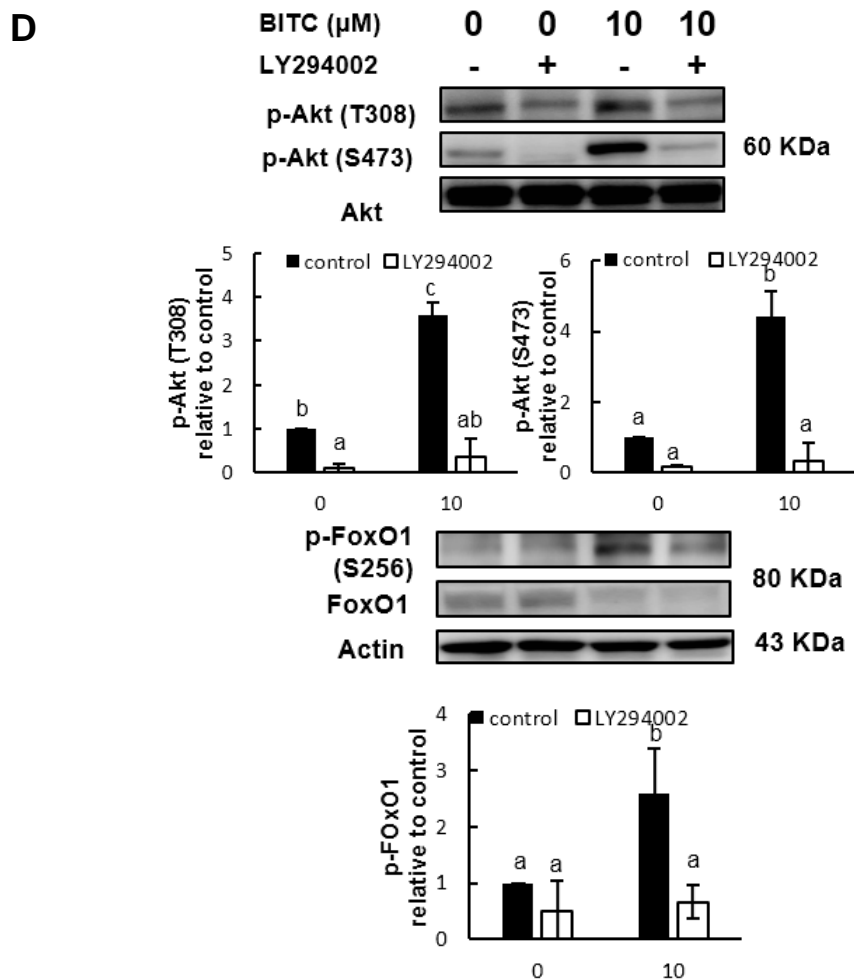 D
BITC (µM) 0 0 10 10
LY294002 - + - +
p-Akt (T308)
p-Akt (S473) 60 KDa
Akt
p-Akt (T308)
relative to control
5
4
3
2
1
0
control LY294002
b
a
c
ab
0 10
p-Akt (S473)
relative to control
6
4
2
0
control LY294002
a
a
b
a
0 10
p-FoxO1
(S256)
80 KDa
FoxO1
Actin 43 KDa
p-FOxO1
relative to control
4
3
2
1
0
control LY294002
a
a
b
a
0 10